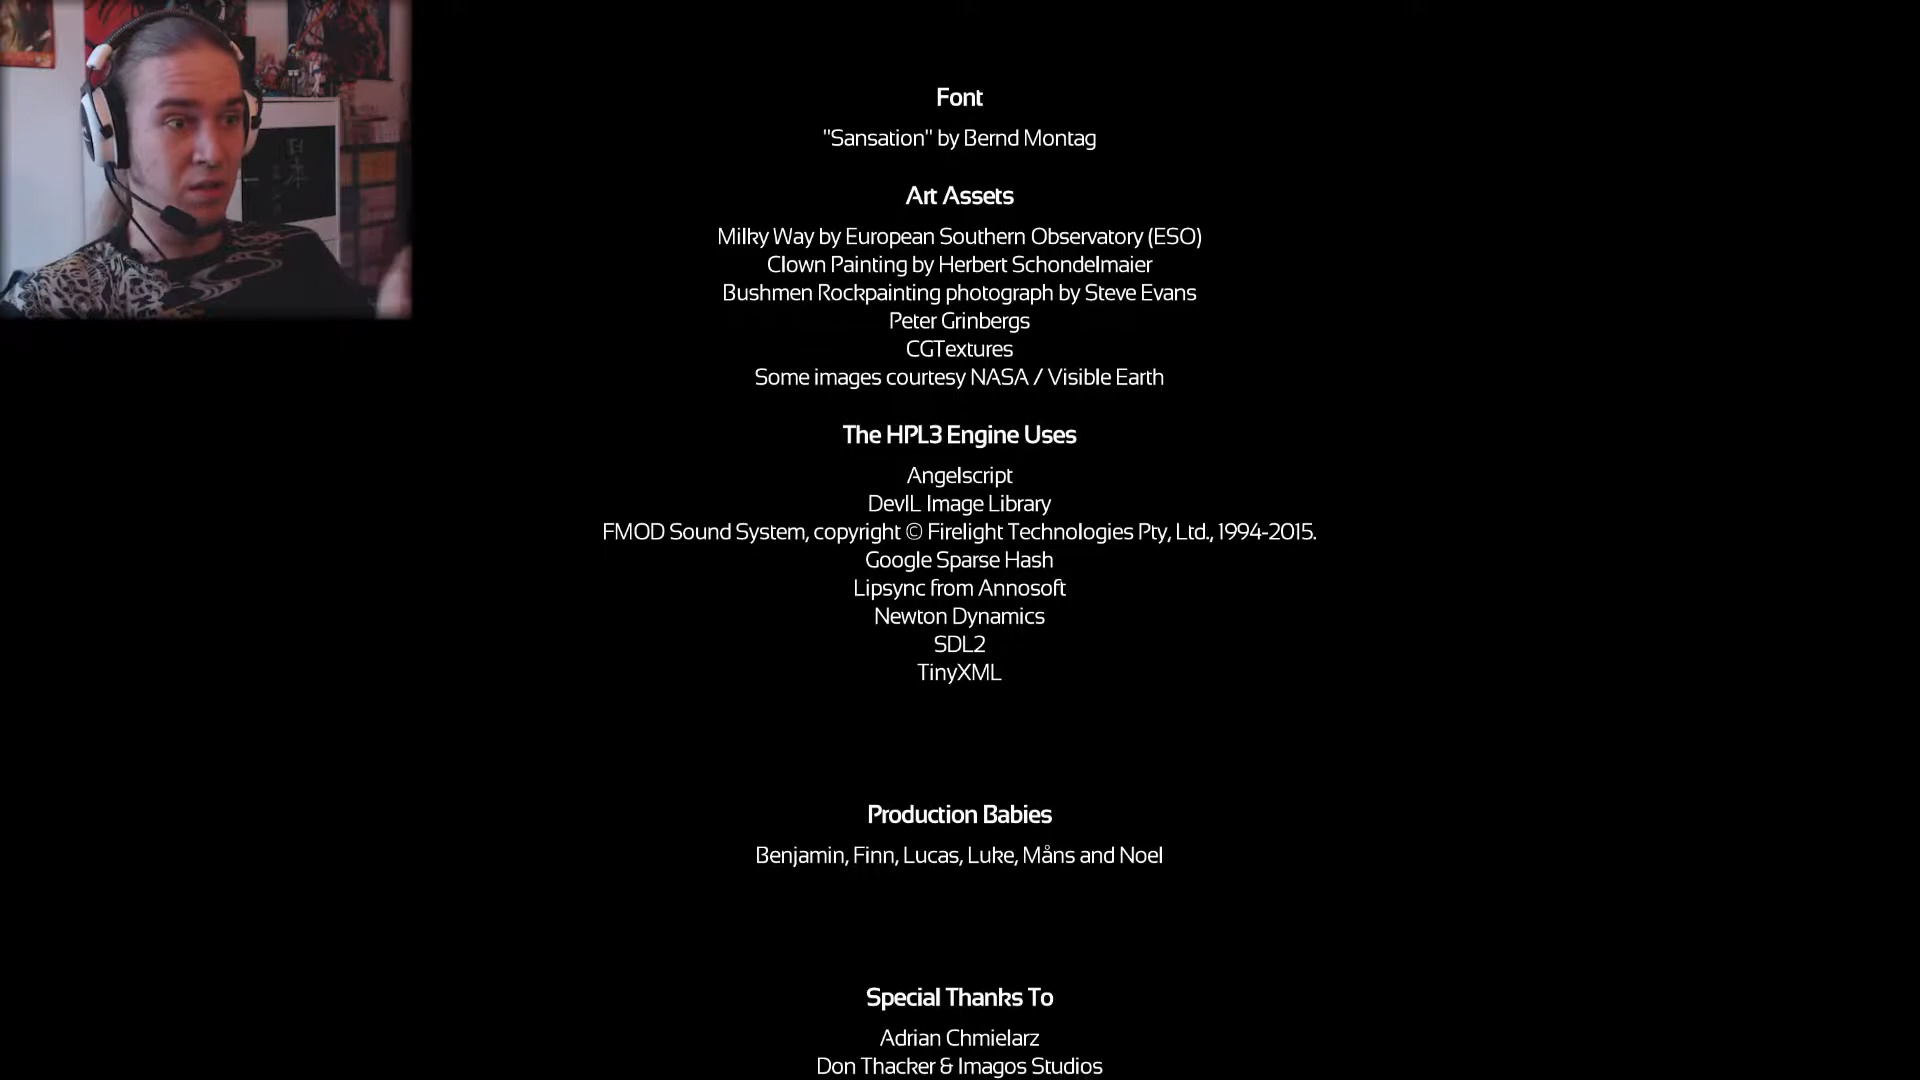 日本
Font
"Sansation" by Bernd Montag
Art Assets
Milky Way by European Southern Observatory (ESO)
Clown Painting by Herbert Schondelmaier
Bushmen Rockpainting photograph by Steve Evans
Peter Grinbergs
CGTextures
Some images courtesy NASA / Visible Earth
The HPL3 Engine Uses
Angelscript
DevIL Image Library
FMOD Sound System, copyright © Firelight Technologies Pty, Ltd., 1994-2015.
Google Sparse Hash
Lipsync from Annosoft
Newton Dynamics
SDL2
TinyXML
Production Babies
Benjamin, Finn, Lucas, Luke, Måns and Noel
Special Thanks To
Adrian Chmielarz
Don Thacker & Imagos Studios